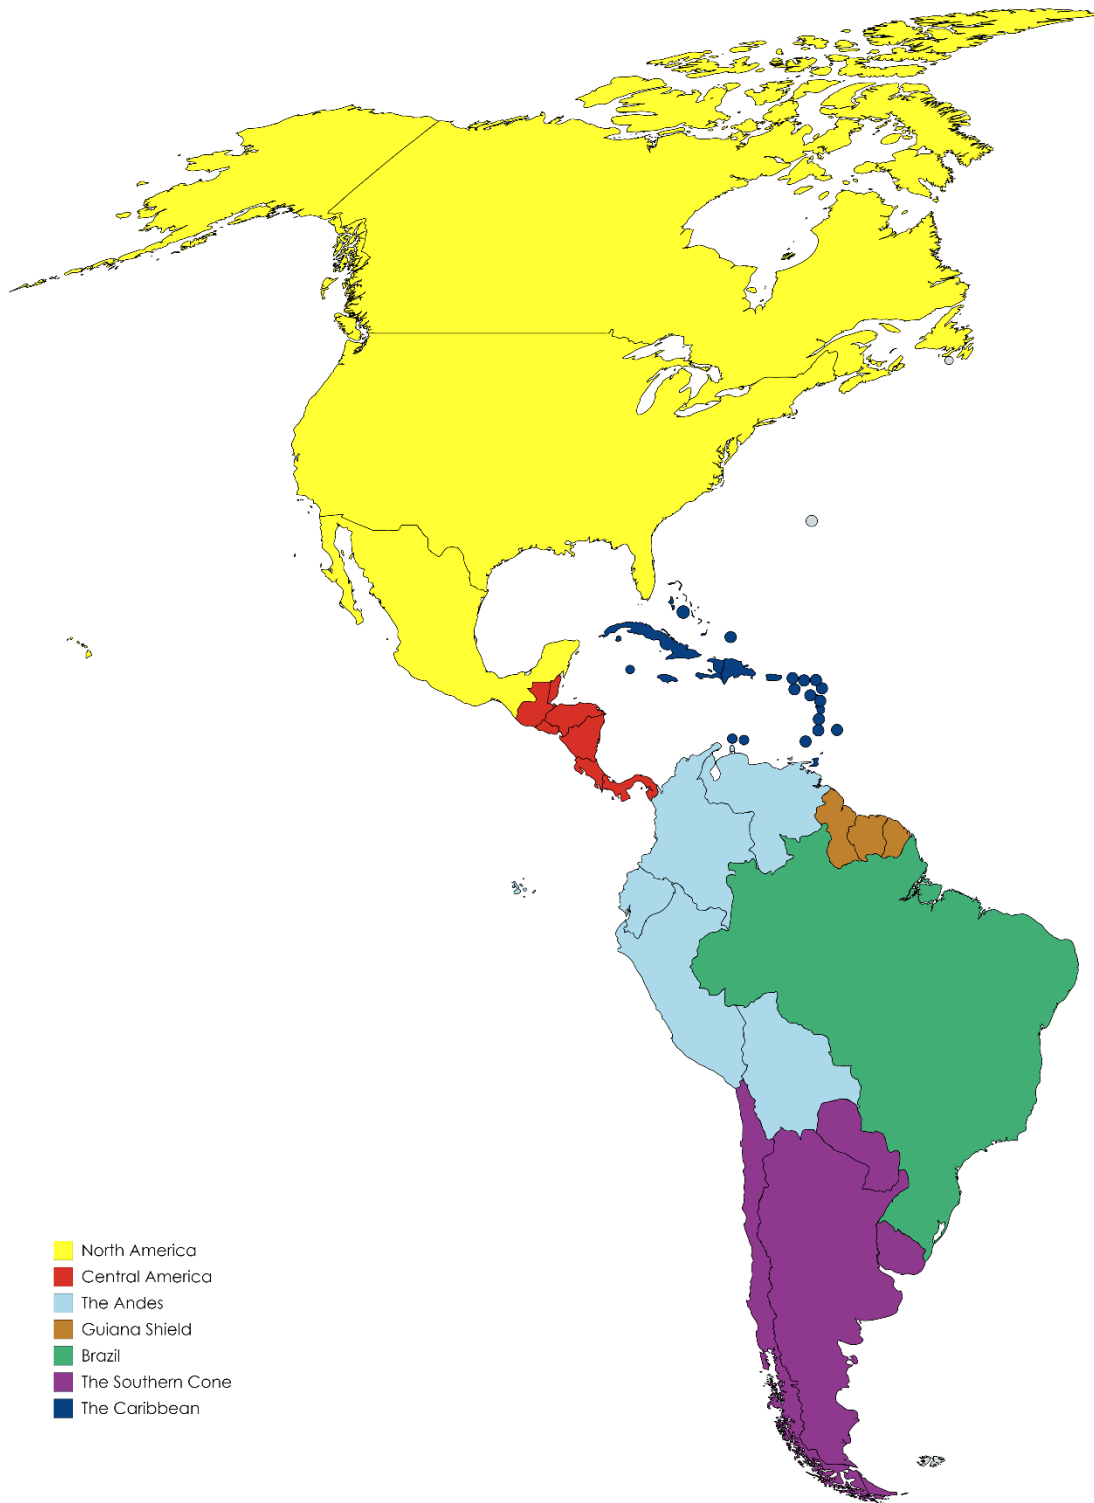 North America
Central America
The Andes
Guiana Shield
Brazil
The Southern Cone
The Caribbean